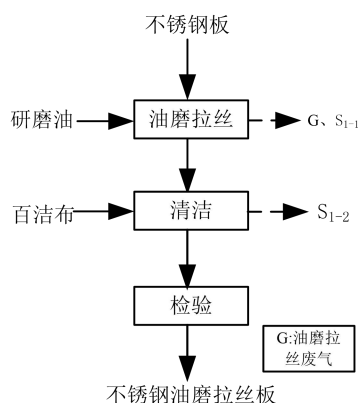 不锈钢板
研磨油
油磨拉丝
G、S₁₋₁
百洁布
清洁
S₁₋₂
检验
G:油磨拉
丝废气
不锈钢油磨拉丝板